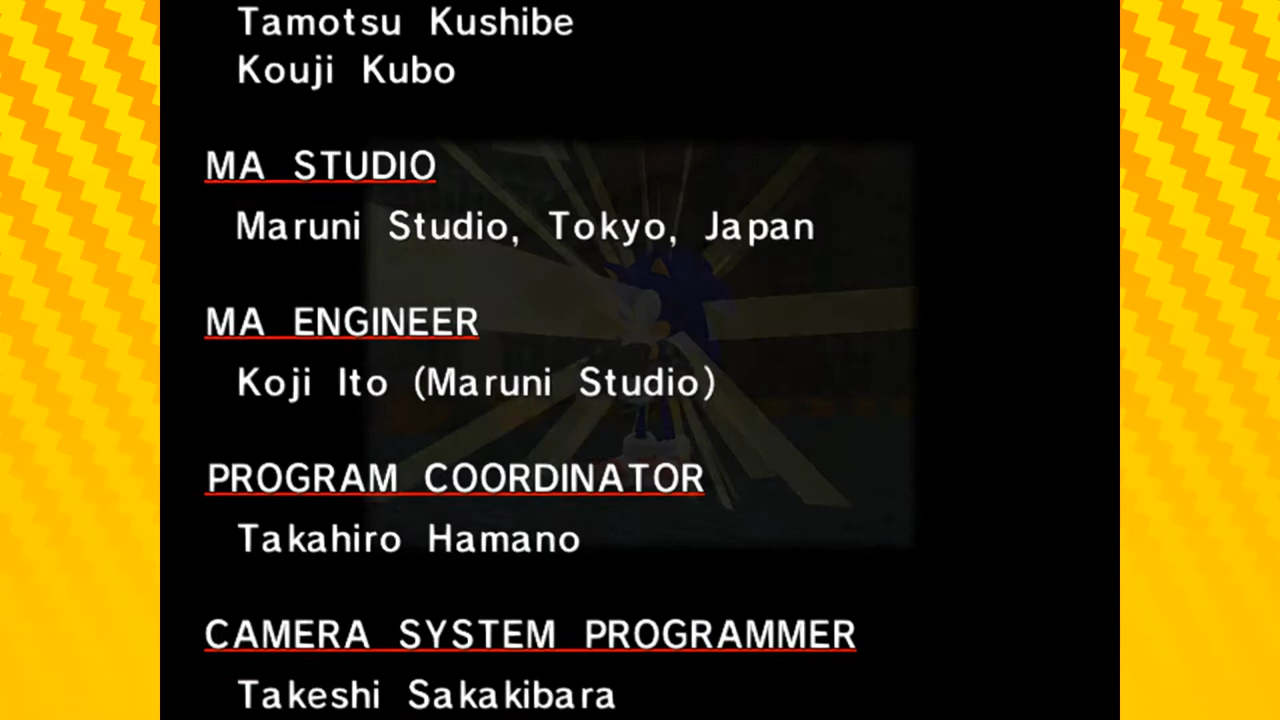 Tamotsu Kushibe
Kouji Kubo
MA STUDIO
Maruni Studio, Tokyo, Japan
MA ENGINEER
Koji Ito (Maruni Studio)
PROGRAM COORDINATOR
Takahiro Hamano
CAMERA SYSTEM PROGRAMMER
Takeshi Sakakibara